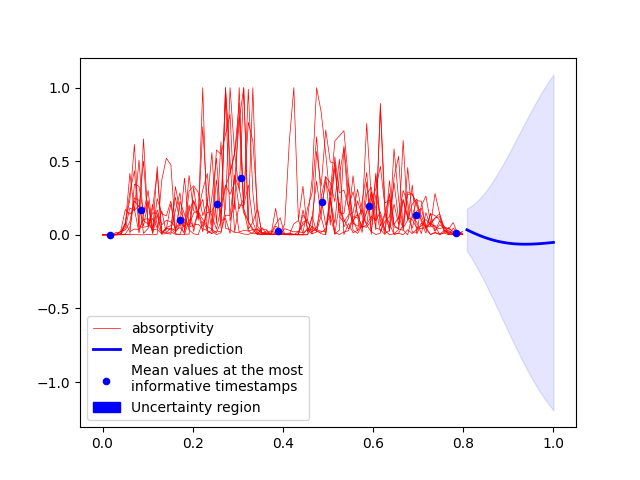 1.0
0.5
0.0
−0.5
−1.0
absorptivity
Mean prediction
Mean values at the most
informative timestamps
Uncertainty region
0.0 0.2 0.4 0.6 0.8 1.0